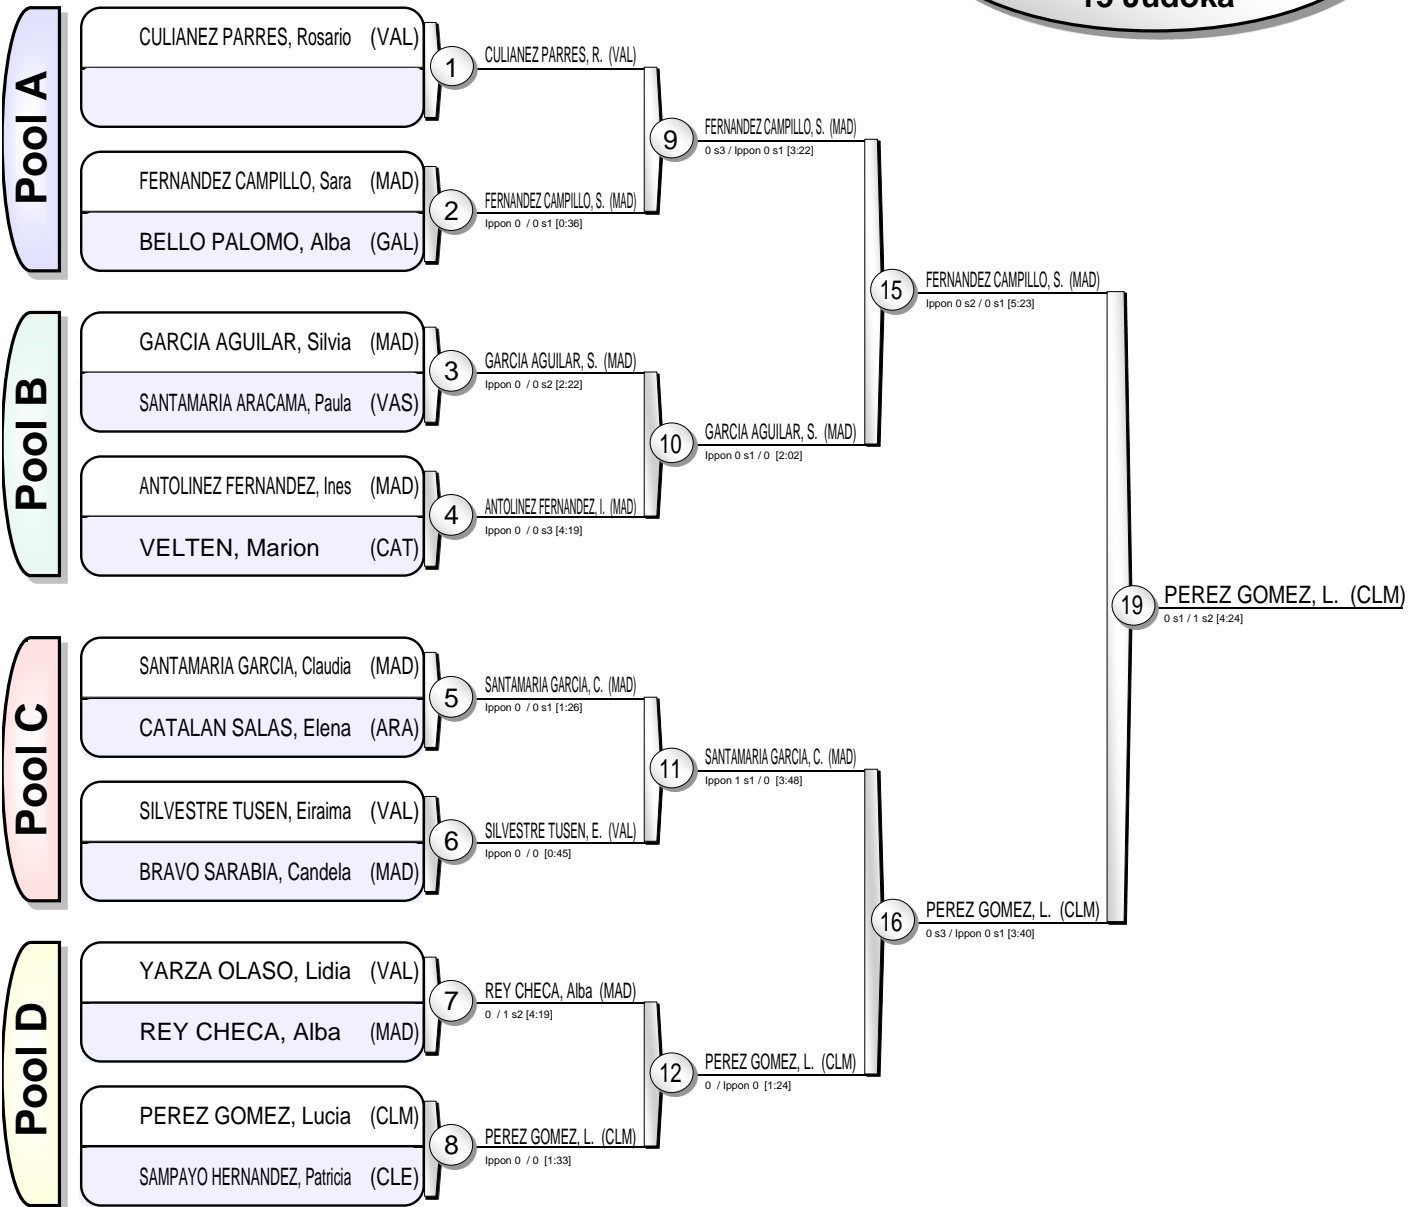 15 Judoka
Pool A
CULIANEZ PARRES, Rosario (VAL)
FERNANDEZ CAMPILLO, Sara (MAD)
BELLO PALOMO, Alba (GAL)
Pool B
GARCIA AGUILAR, Silvia (MAD)
SANTAMARIA ARACAMA, Paula (VAS)
ANTOLINEZ FERNANDEZ, Ines (MAD)
VELTEN, Marion (CAT)
Pool C
SANTAMARIA GARCIA, Claudia (MAD)
CATALAN SALAS, Elena (ARA)
SILVESTRE TUSEN, Eiraima (VAL)
BRAVO SARABIA, Candela (MAD)
Pool D
YARZA OLASO, Lidia (VAL)
REY CHECA, Alba (MAD)
PEREZ GOMEZ, Lucia (CLM)
SAMPAYO HERNANDEZ, Patricia (CLE)
1
CULIANEZ PARRES, R. (VAL)
2
FERNANDEZ CAMPILLO, S. (MAD)
Ippon 0 / 0 s1 [0:36]
3
GARCIA AGUILAR, S. (MAD)
Ippon 0 / 0 s2 [2:22]
4
ANTOLINEZ FERNANDEZ, I. (MAD)
Ippon 0 / 0 s3 [4:19]
5
SANTAMARIA GARCIA, C. (MAD)
Ippon 0 / 0 s1 [1:26]
6
SILVESTRE TUSEN, E. (VAL)
Ippon 0 / 0 [0:45]
7
REY CHECA, Alba (MAD)
0 / 1 s2 [4:19]
8
PEREZ GOMEZ, L. (CLM)
Ippon 0 / 0 [1:33]
9
FERNANDEZ CAMPILLO, S. (MAD)
0 s3 / Ippon 0 s1 [3:22]
10
GARCIA AGUILAR, S. (MAD)
Ippon 0 s1 / 0 [2:02]
11
SANTAMARIA GARCIA, C. (MAD)
Ippon 1 s1 / 0 [3:48]
12
PEREZ GOMEZ, L. (CLM)
0 / Ippon 0 [1:24]
15
FERNANDEZ CAMPILLO, S. (MAD)
Ippon 0 s2 / 0 s1 [5:23]
16
PEREZ GOMEZ, L. (CLM)
0 s3 / Ippon 0 s1 [3:40]
19
PEREZ GOMEZ, L. (CLM)
0 s1 / 1 s2 [4:24]